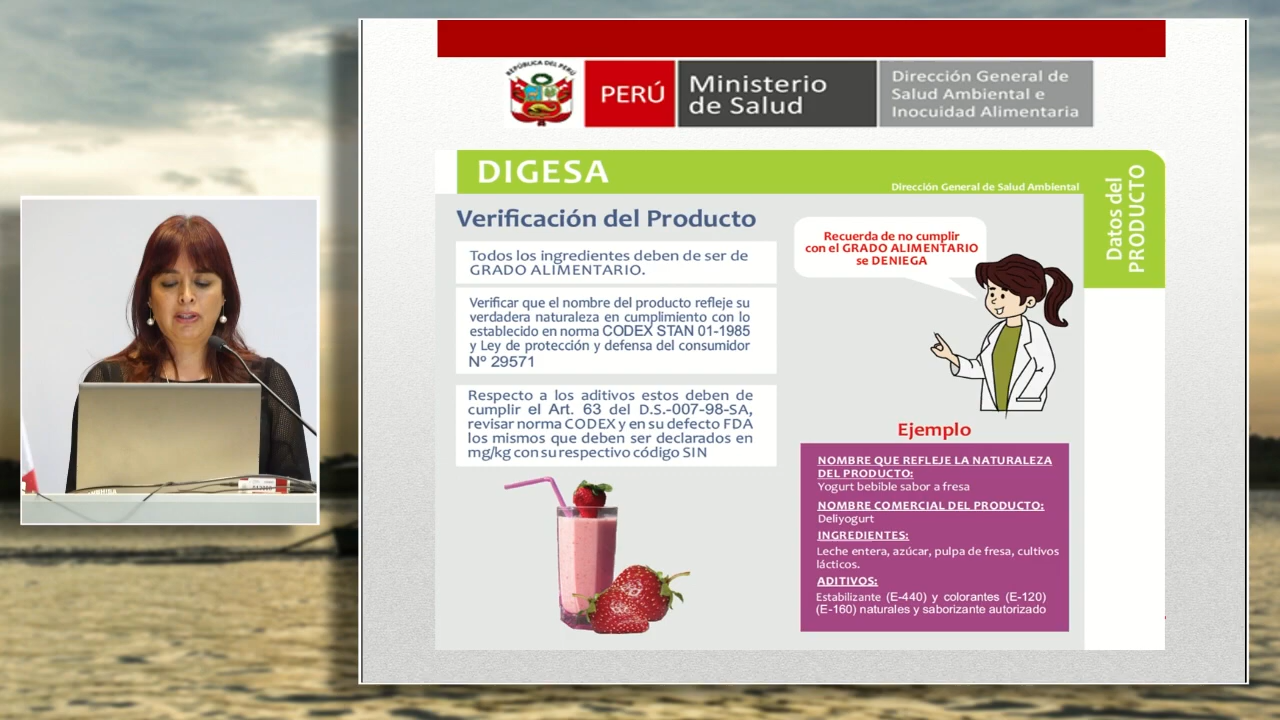 REPÚBLICA DEL PERÚ
PERÚ
Ministerio
de Salud
Dirección General de
Salud Ambiental e
Inocuidad Alimentaria
DIGESA
Dirección General de Salud Ambiental
Datos del
PRODUCTO
Verificación del Producto
Todos los ingredientes deben de ser de
GRADO ALIMENTARIO.
Verificar que el nombre del producto refleje su
verdadera naturaleza en cumplimiento con lo
establecido en norma CODEX STAN 01-1985
y Ley de protección y defensa del consumidor
Nº 29571
Respecto a los aditivos estos deben de
cumplir el Art. 63 del D.S.-007-98-SA,
revisar norma CODEX y en su defecto FDA
los mismos que deben ser declarados en
mg/kg con su respectivo código SIN
Recuerda de no cumplir
con el GRADO ALIMENTARIO
se DENIEGA
Ejemplo
NOMBRE QUE REFLEJE LA NATURALEZA
DEL PRODUCTO:
Yogurt bebible sabor a fresa
NOMBRE COMERCIAL DEL PRODUCTO:
Deliyogurt
INGREDIENTES:
Leche entera, azúcar, pulpa de fresa, cultivos
lácticos.
ADITIVOS:
Estabilizante (E-440) y colorantes (E-120)
(E-160) naturales y saborizante autorizado